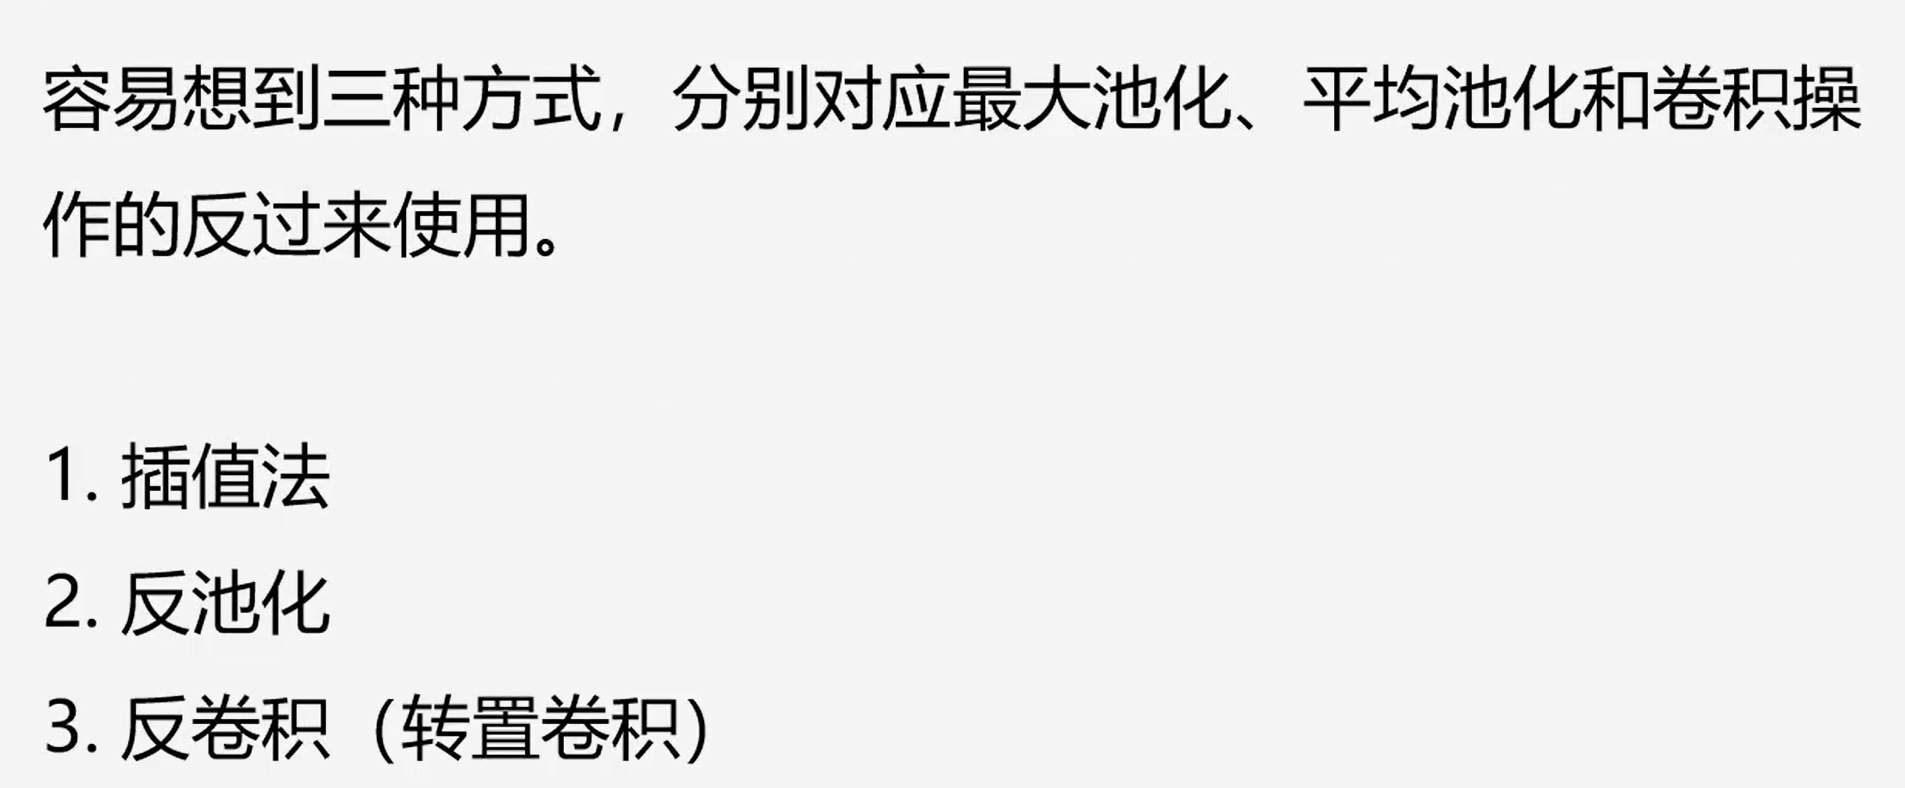 容易想到三种方式，分别对应最大池化、平均池化和卷积操
作的反过来使用。
1. 插值法
2. 反池化
3. 反卷积（转置卷积）